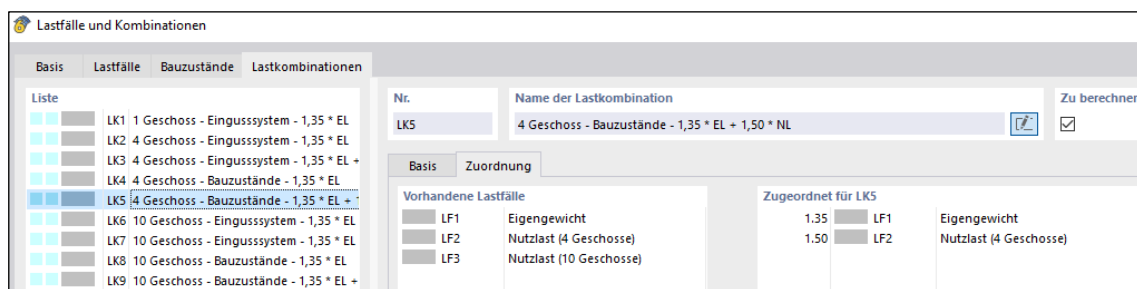 Lastfälle und Kombinationen
Basis Lastfälle Bauzustände Lastkombinationen
Liste
LK1 1 Geschoss - Eingusssystem - 1,35 * EL
LK2 4 Geschoss - Eingusssystem - 1,35 * EL
LK3 4 Geschoss - Eingusssystem - 1,35 * EL +
LK4 4 Geschoss - Bauzustände - 1,35 * EL
LK5 4 Geschoss - Bauzustände - 1,35 * EL + 1
LK6 10 Geschoss - Eingusssystem - 1,35 * EL
LK7 10 Geschoss - Eingusssystem - 1,35 * EL
LK8 10 Geschoss - Bauzustände - 1,35 * EL
LK9 10 Geschoss - Bauzustände - 1,35 * EL +
Nr.
LK5
Name der Lastkombination
4 Geschoss - Bauzustände - 1,35 * EL + 1,50 * NL
Zu berechnen
Basis Zuordnung
Vorhandene Lastfälle
LF1 Eigengewicht
LF2 Nutzlast (4 Geschosse)
LF3 Nutzlast (10 Geschosse)
Zugeordnet für LK5
1.35 LF1 Eigengewicht
1.50 LF2 Nutzlast (4 Geschosse)